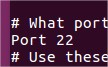 # What port
Port 22
# Use these